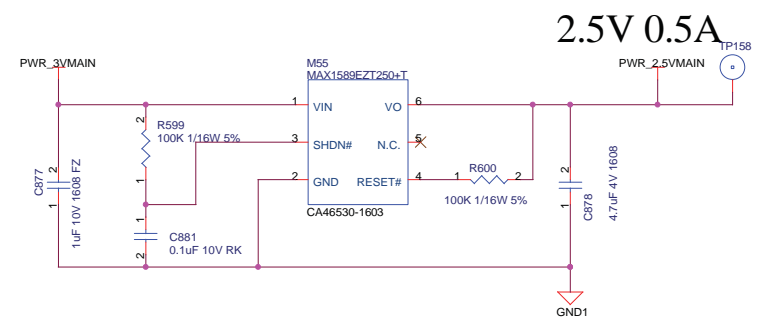 2.5V 0.5A
TP158
PWR_3VMAIN
M55
MAX1589EZT250+T
PWR_2.5VMAIN
1 VIN VO 6
2 R599
100K 1/16W 5%
3 SHDN# N.C. 5
1
2 GND RESET# 4
1 R600 2
100K 1/16W 5%
CA46530-1603
C877
2
1
1uF 10V 1608 FZ
1
C881
0.1uF 10V RK
2
2
1
C878
4.7uF 4V 1608
GND1